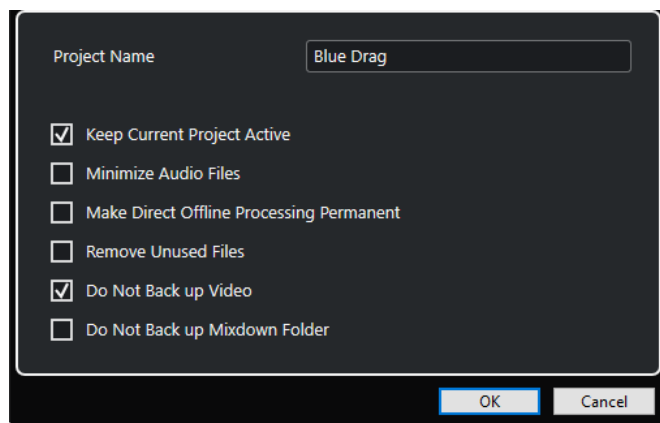 Project Name
Blue Drag
Keep Current Project Active
Minimize Audio Files
Make Direct Offline Processing Permanent
Remove Unused Files
Do Not Back up Video
Do Not Back up Mixdown Folder
OK
Cancel